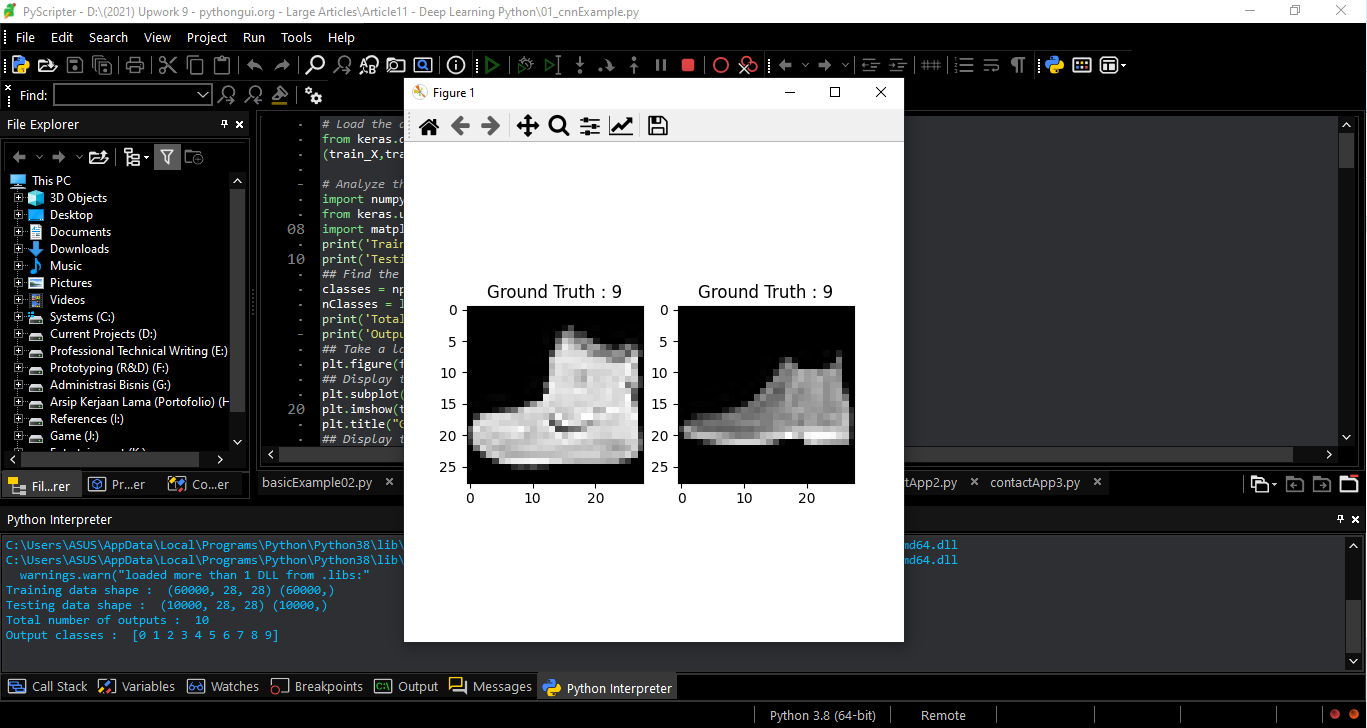 PyScripter - D:\(2021) Upwork 9 - pythongui.org - Large Articles\Article11 - Deep Learning Python\01_cnnExample.py
File Edit Search View Project Run Tools Help
Find:
File Explorer
This PC
3D Objects
Desktop
Documents
Downloads
Music
Pictures
Videos
Systems (C:)
Current Projects (D:)
Professional Technical Writing (E:)
Prototyping (R&D) (F:)
Administrasi Bisnis (G:)
Arsip Kerjaan Lama (Portofolio) (H
References (I:)
Game (J:)
Fil...rer Pr...er Co...er
08
10
20
# Load the d
from keras.d
(train_X,tra
# Analyze th
import numpy
from keras.u
import matpl
print('Train
print('Testi
## Find the
classes = np
nClasses = l
print('Total
print('Outpu
## Take a lo
plt.figure(f
## Display t
plt.subplot(
plt.imshow(t
plt.title("G
## Display t
Figure 1
Ground Truth : 9 Ground Truth : 9
0 0
5 5
10 10
15 15
20 20
25 25
0 10 20 0 10 20
basicExample02.py tApp2.py contactApp3.py
Python Interpreter
C:\Users\ASUS\AppData\Local\Programs\Python\Python38\lib\ md64.dll
C:\Users\ASUS\AppData\Local\Programs\Python\Python38\lib\ md64.dll
warnings.warn("loaded more than 1 DLL from .libs:"
Training data shape : (60000, 28, 28) (60000,)
Testing data shape : (10000, 28, 28) (10000,)
Total number of outputs : 10
Output classes : [0 1 2 3 4 5 6 7 8 9]
Call Stack Variables Watches Breakpoints Output Messages Python Interpreter
Python 3.8 (64-bit) Remote